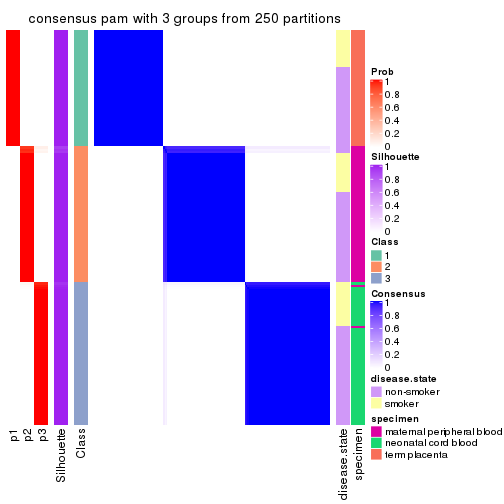 consensus pam with 3 groups from 250 partitions
Prob
1
0.8
0.6
0.4
0.2
0
Silhouette
1
0.8
0.6
0.4
0.2
0
Class
1
2
3
Consensus
1
0.8
0.6
0.4
0.2
0
disease.state
non-smoker
smoker
specimen
maternal peripheral blood
neonatal cord blood
term placenta
p1
p2
p3
Silhouette
Class
disease.state
specimen